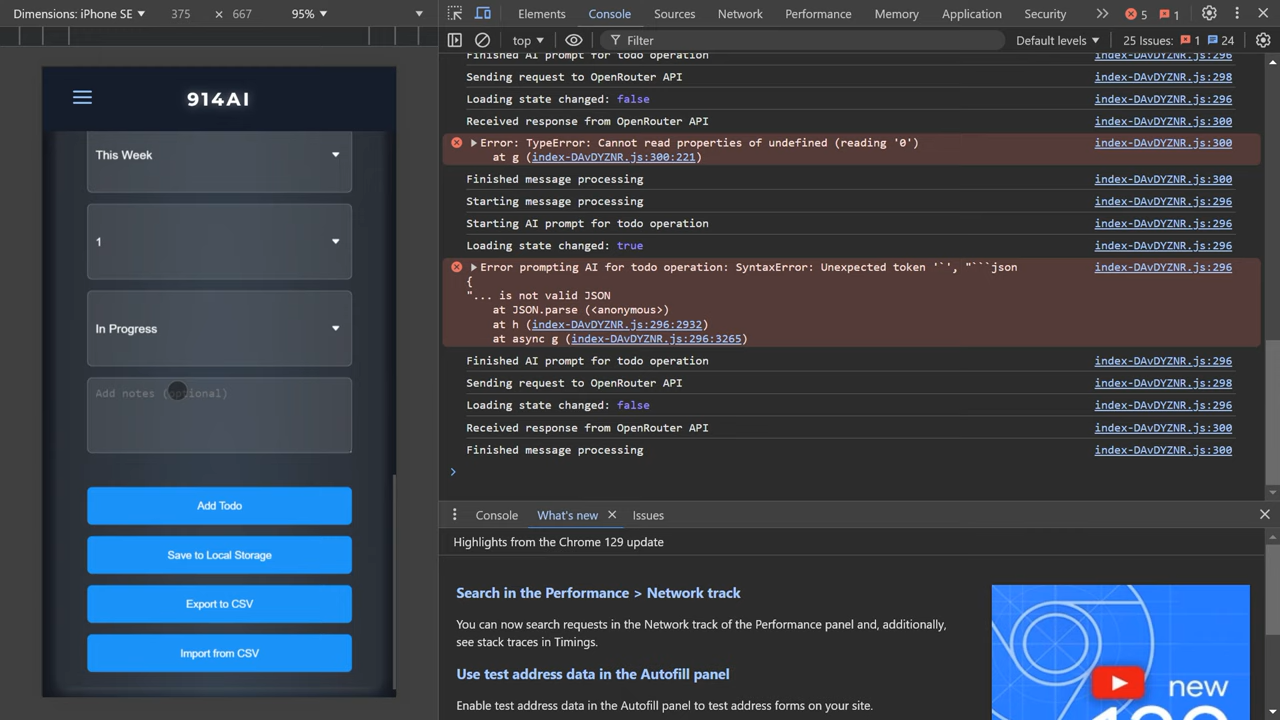 Dimensions: iPhone SE 375 × 667 95%
914AI
This Week
1
In Progress
Add notes (optional)
Add Todo
Save to Local Storage
Export to CSV
Import from CSV
Elements Console Sources Network Performance Memory Application Security 5 1
top Filter Default levels 25 Issues: 1 24
Finished AI prompt for todo operation index-DAvDYZNR.js:296
Sending request to OpenRouter API index-DAvDYZNR.js:298
Loading state changed: false index-DAvDYZNR.js:296
Received response from OpenRouter API index-DAvDYZNR.js:300
Error: TypeError: Cannot read properties of undefined (reading '0') index-DAvDYZNR.js:300
at g (index-DAvDYZNR.js:300:221)
Finished message processing index-DAvDYZNR.js:300
Starting message processing index-DAvDYZNR.js:296
Starting AI prompt for todo operation index-DAvDYZNR.js:296
Loading state changed: true index-DAvDYZNR.js:296
Error prompting AI for todo operation: SyntaxError: Unexpected token '`', "```json index-DAvDYZNR.js:296
{
"... is not valid JSON
at JSON.parse (<anonymous>)
at h (index-DAvDYZNR.js:296:2932)
at async g (index-DAvDYZNR.js:296:3265)
Finished AI prompt for todo operation index-DAvDYZNR.js:296
Sending request to OpenRouter API index-DAvDYZNR.js:298
Loading state changed: false index-DAvDYZNR.js:296
Received response from OpenRouter API index-DAvDYZNR.js:300
Finished message processing index-DAvDYZNR.js:300
Console What's new Issues
Highlights from the Chrome 129 update
Search in the Performance > Network track
You can now search requests in the Network track of the Performance panel and, additionally,
see stack traces in Timings.
Use test address data in the Autofill panel
Enable test address data in the Autofill panel to test address forms on your site.
new